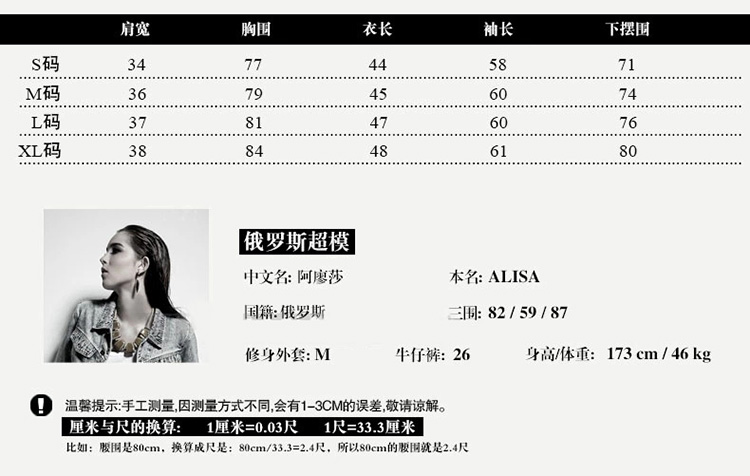 肩宽 胸围 衣长 袖长 下摆围
S码 34 77 44 58 71
M码 36 79 45 60 74
L码 37 81 47 60 76
XL码 38 84 48 61 80
俄罗斯超模
中文名: 阿廖莎 本名: ALISA
国籍: 俄罗斯 三围: 82 / 59 / 87
修身外套: M 牛仔裤: 26 身高/体重: 173 cm / 46 kg
温馨提示:手工测量,因测量方式不同,会有1-3CM的误差,敬请谅解。
厘米与尺的换算: 1厘米=0.03尺 1尺=33.3厘米
比如: 腰围是80cm, 换算成尺是: 80cm/33.3=2.4尺, 所以80cm的腰围就是2.4尺